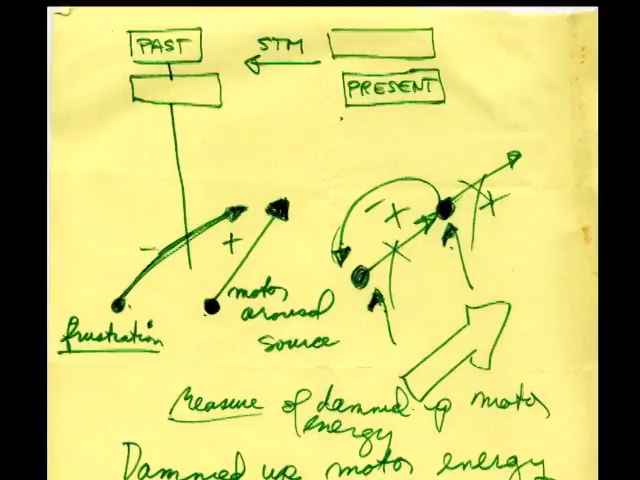 PAST STM
PRESENT
- + - X X X
frustration
motor
aroused
source
Measure of dammed up motor
energy
Dammed up motor energy